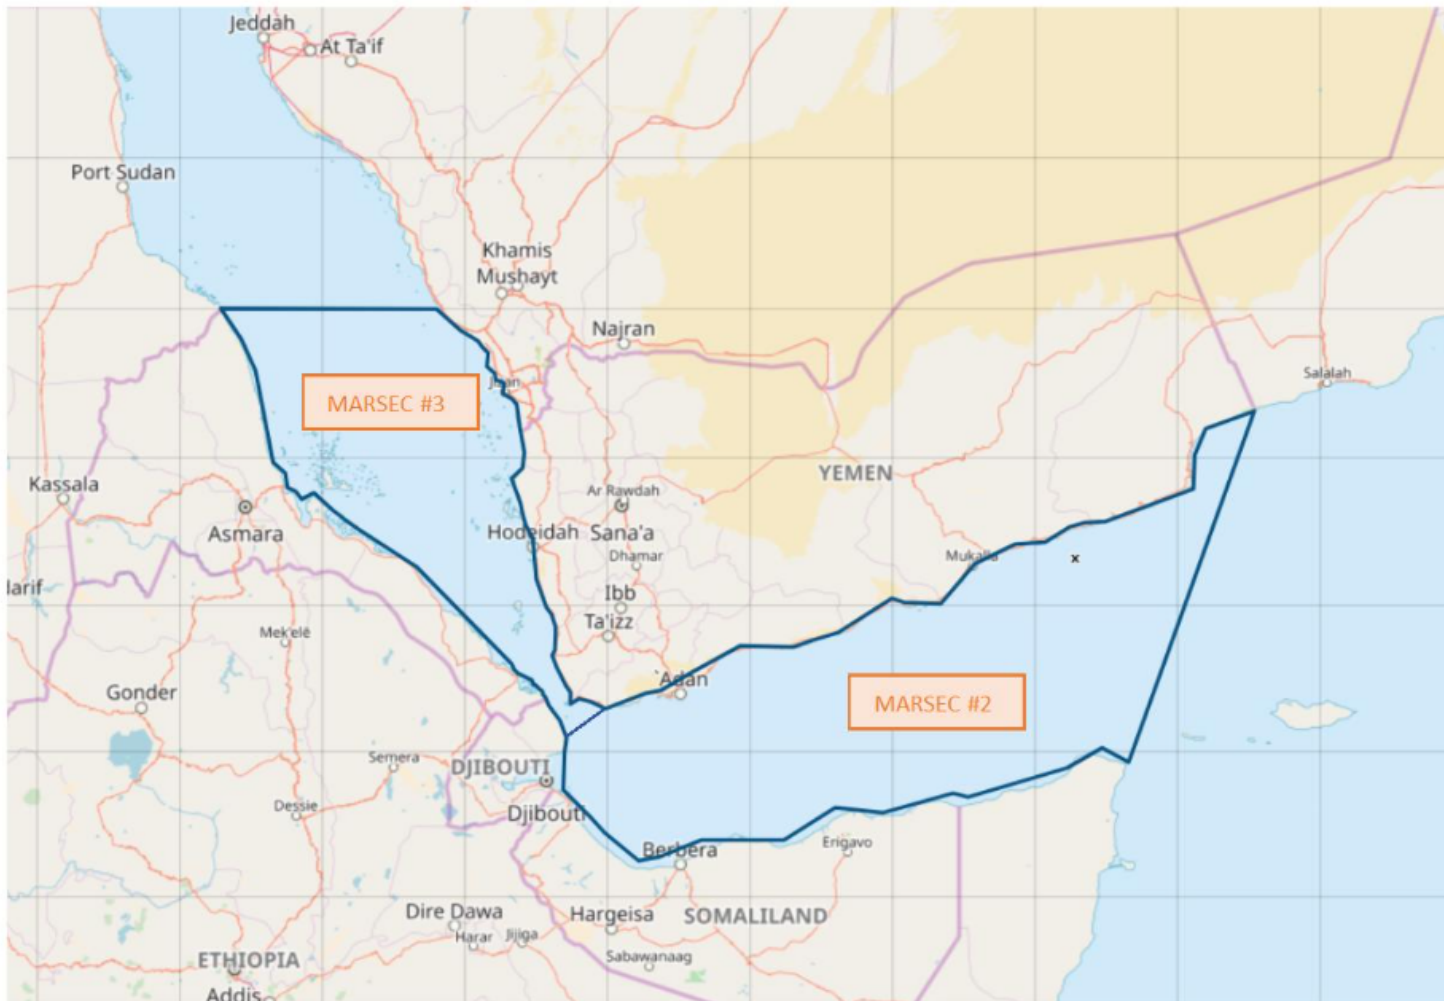 Jeddah
At Ta'if
Port Sudan
Khamis
Mushayt
Najran
Salalah
MARSEC #3
YEMEN
Kassala
Ar Rawdah
Asmara
Hodeidah
Sana'a
Dhamar
Mukalla
x
larif
Ibb
Ta'izz
Mek'elē
Gonder
`Adan
MARSEC #2
Semera
DJIBOUTI
Dessie
Djibouti
Berbera
Erigavo
Dire Dawa
Hargeisa
SOMALILAND
Harar
Jijiga
Sabawanaag
ETHIOPIA
Addis